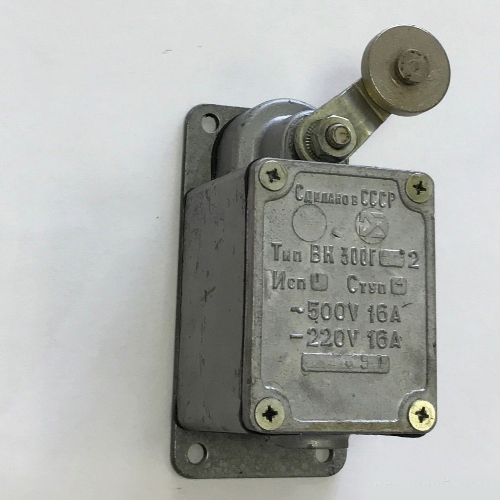 Сделано в СССР
Тип ВК 300Г 2
Исп Степ
~500V 16A
-220V 16A